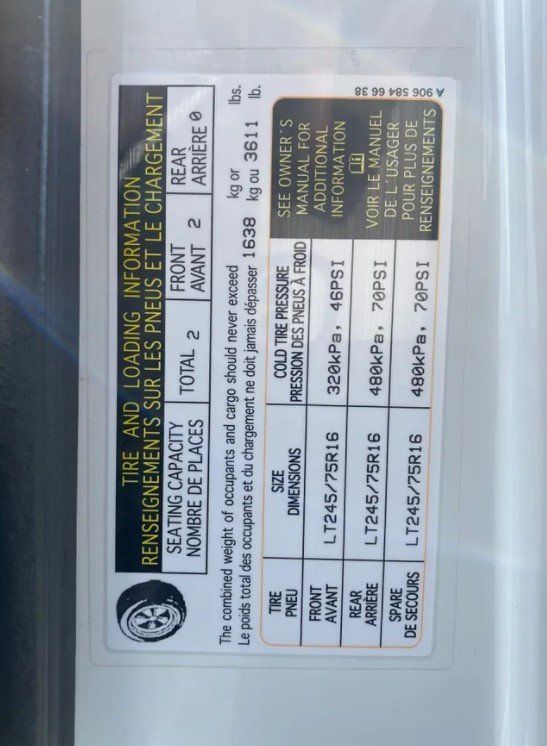 TIRE AND LOADING INFORMATION
RENSEIGNEMENTS SUR LES PNEUS ET LE CHARGEMENT
SEATING CAPACITY
NOMBRE DE PLACES
TOTAL 2
FRONT
AVANT 2
REAR
ARRIÈRE 0
The combined weight of occupants and cargo should never exceed
Le poids total des occupants et du chargement ne doit jamais dépasser
1638
kg or
kg ou
3611
lbs.
lb.
TIRE
PNEU
SIZE
DIMENSIONS
COLD TIRE PRESSURE
PRESSION DES PNEUS À FROID
FRONT
AVANT
LT245/75R16
320kPa, 46PSI
REAR
ARRIÈRE
LT245/75R16
480kPa, 70PSI
SPARE
DE SECOURS
LT245/75R16
480kPa, 70PSI
SEE OWNER'S
MANUAL FOR
ADDITIONAL
INFORMATION
VOIR LE MANUEL
DE L'USAGER
POUR PLUS DE
RENSEIGNEMENTS
A 906 584 66 38